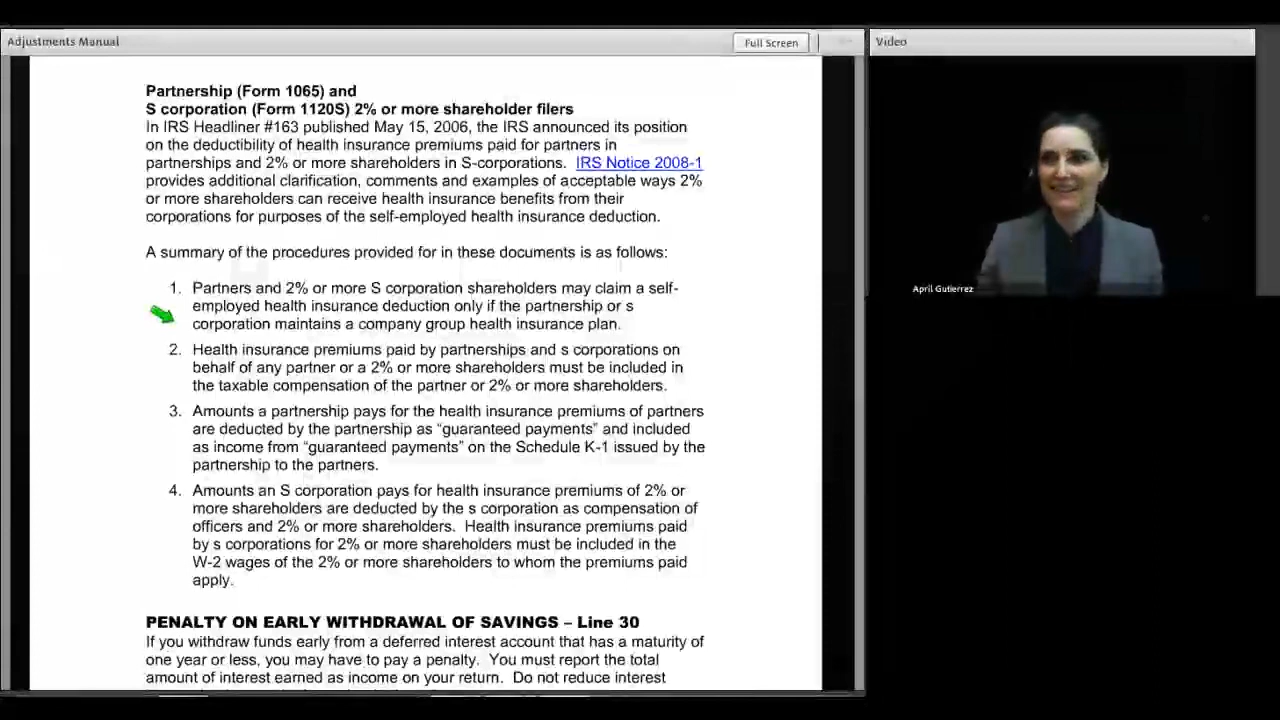 Adjustments Manual
Full Screen
Video
Partnership (Form 1065) and
S corporation (Form 1120S) 2% or more shareholder filers
In IRS Headliner #163 published May 15, 2006, the IRS announced its position
on the deductibility of health insurance premiums paid for partners in
partnerships and 2% or more shareholders in S-corporations. IRS Notice 2008-1
provides additional clarification, comments and examples of acceptable ways 2%
or more shareholders can receive health insurance benefits from their
corporations for purposes of the self-employed health insurance deduction.
A summary of the procedures provided for in these documents is as follows:
1. Partners and 2% or more S corporation shareholders may claim a self-
employed health insurance deduction only if the partnership or s
corporation maintains a company group health insurance plan.
2. Health insurance premiums paid by partnerships and s corporations on
behalf of any partner or a 2% or more shareholders must be included in
the taxable compensation of the partner or 2% or more shareholders.
3. Amounts a partnership pays for the health insurance premiums of partners
are deducted by the partnership as “guaranteed payments” and included
as income from “guaranteed payments” on the Schedule K-1 issued by the
partnership to the partners.
4. Amounts an S corporation pays for health insurance premiums of 2% or
more shareholders are deducted by the s corporation as compensation of
officers and 2% or more shareholders. Health insurance premiums paid
by s corporations for 2% or more shareholders must be included in the
W-2 wages of the 2% or more shareholders to whom the premiums paid
apply.
PENALTY ON EARLY WITHDRAWAL OF SAVINGS – Line 30
If you withdraw funds early from a deferred interest account that has a maturity of
one year or less, you may have to pay a penalty. You must report the total
amount of interest earned as income on your return. Do not reduce interest
April Gutierrez